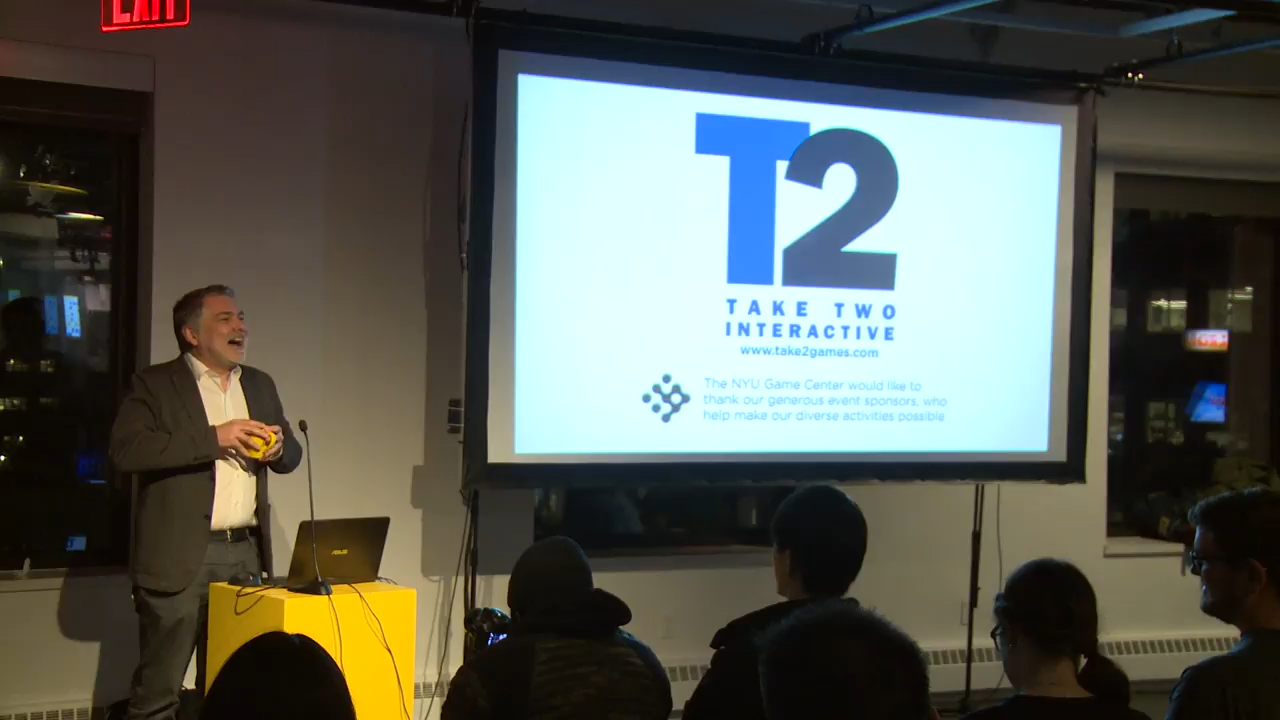 EXIT
T2
TAKE TWO
INTERACTIVE
www.take2games.com
The NYU Game Center would like to
thank our generous event sponsors, who
help make our diverse activities possible
ASUS